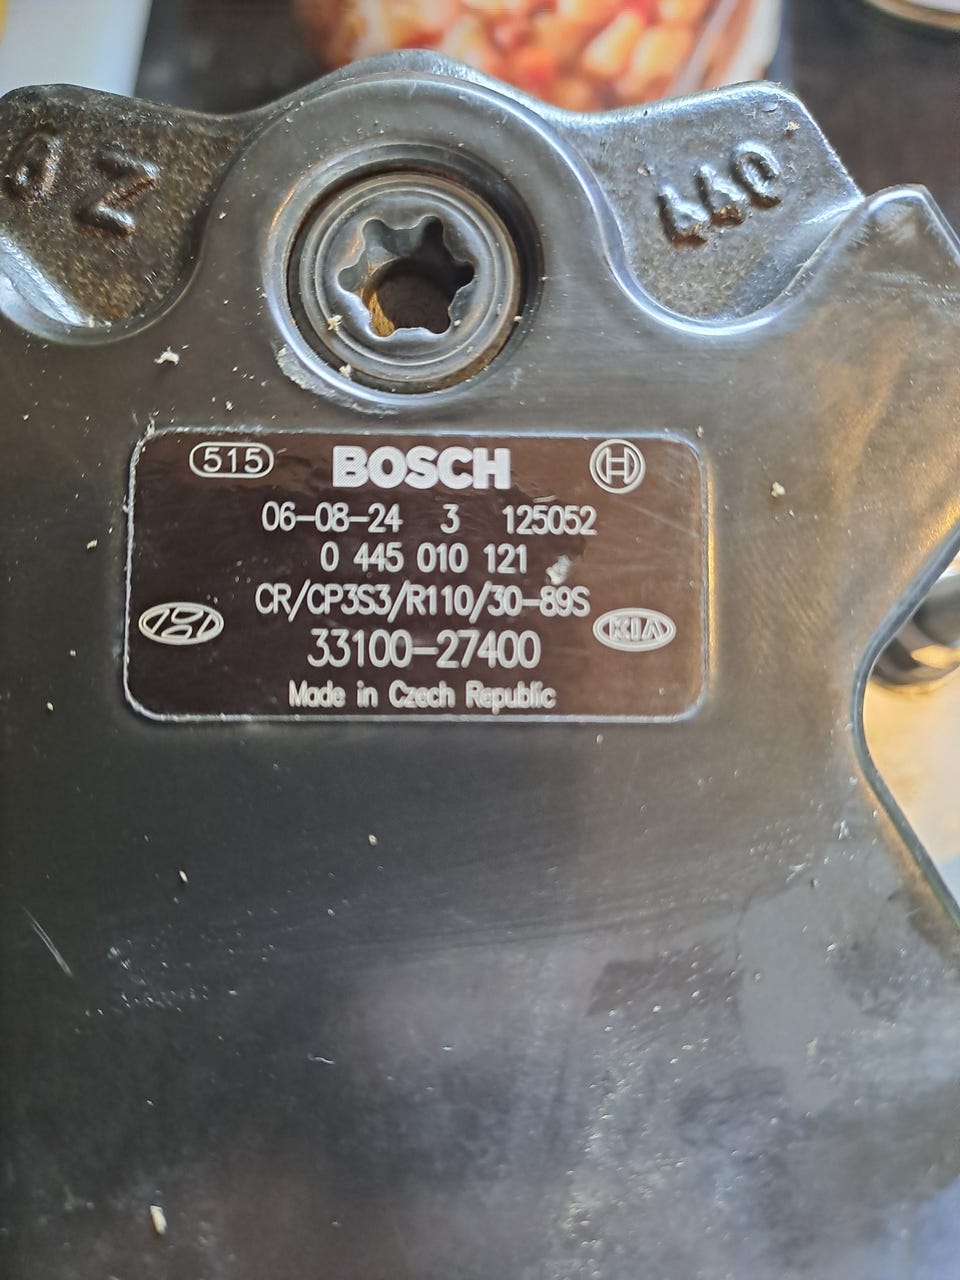 440
515 BOSCH H
06-08-24 3 125052
0 445 010 121
CR/CP3S3/R110/30-89S
KIA
33100-27400
Made in Czech Republic